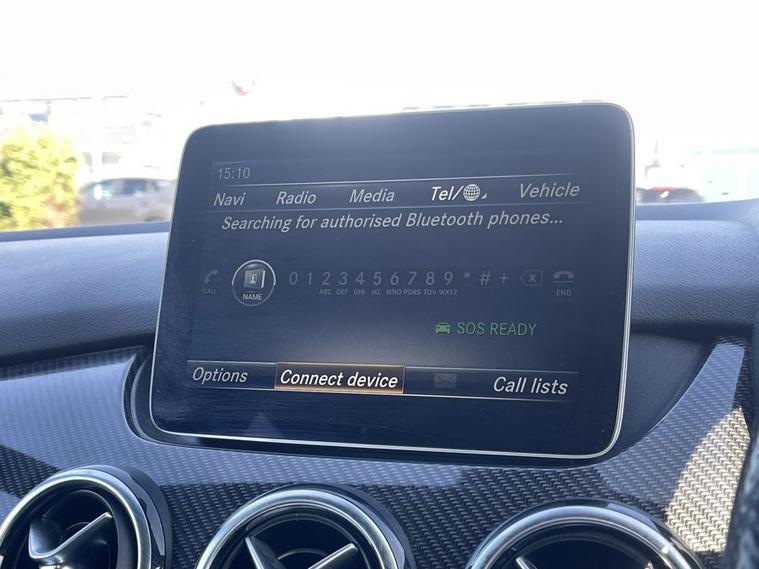 15:10
Navi Radio Media Tel/ Vehicle
Searching for authorised Bluetooth phones...
CALL NAME 0 1 2 3 4 5 6 7 8 9 * # + X END
ABC DEF GHI JKL MNO PQRS TUV WXYZ
SOS READY
Options Connect device Call lists